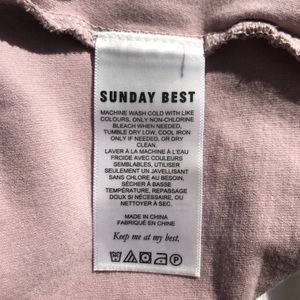 SUNDAY BEST
MACHINE WASH COLD WITH LIKE
COLOURS, ONLY NON-CHLORINE
BLEACH WHEN NEEDED,
TUMBLE DRY LOW, COOL IRON
ONLY IF NEEDED, OR DRY
CLEAN.
LAVER À LA MACHINE À L'EAU
FROIDE AVEC COULEURS
SEMBLABLES, UTILISER
SEULEMENT UN JAVELLISANT
SANS CHLORE AU BESOIN,
SÉCHER À BASSE
TEMPÉRATURE, REPASSAGE
DOUX SI NÉCESSAIRE, OU
NETTOYER À SEC.
MADE IN CHINA
FABRIQUÉ EN CHINE
Keep me at my best.